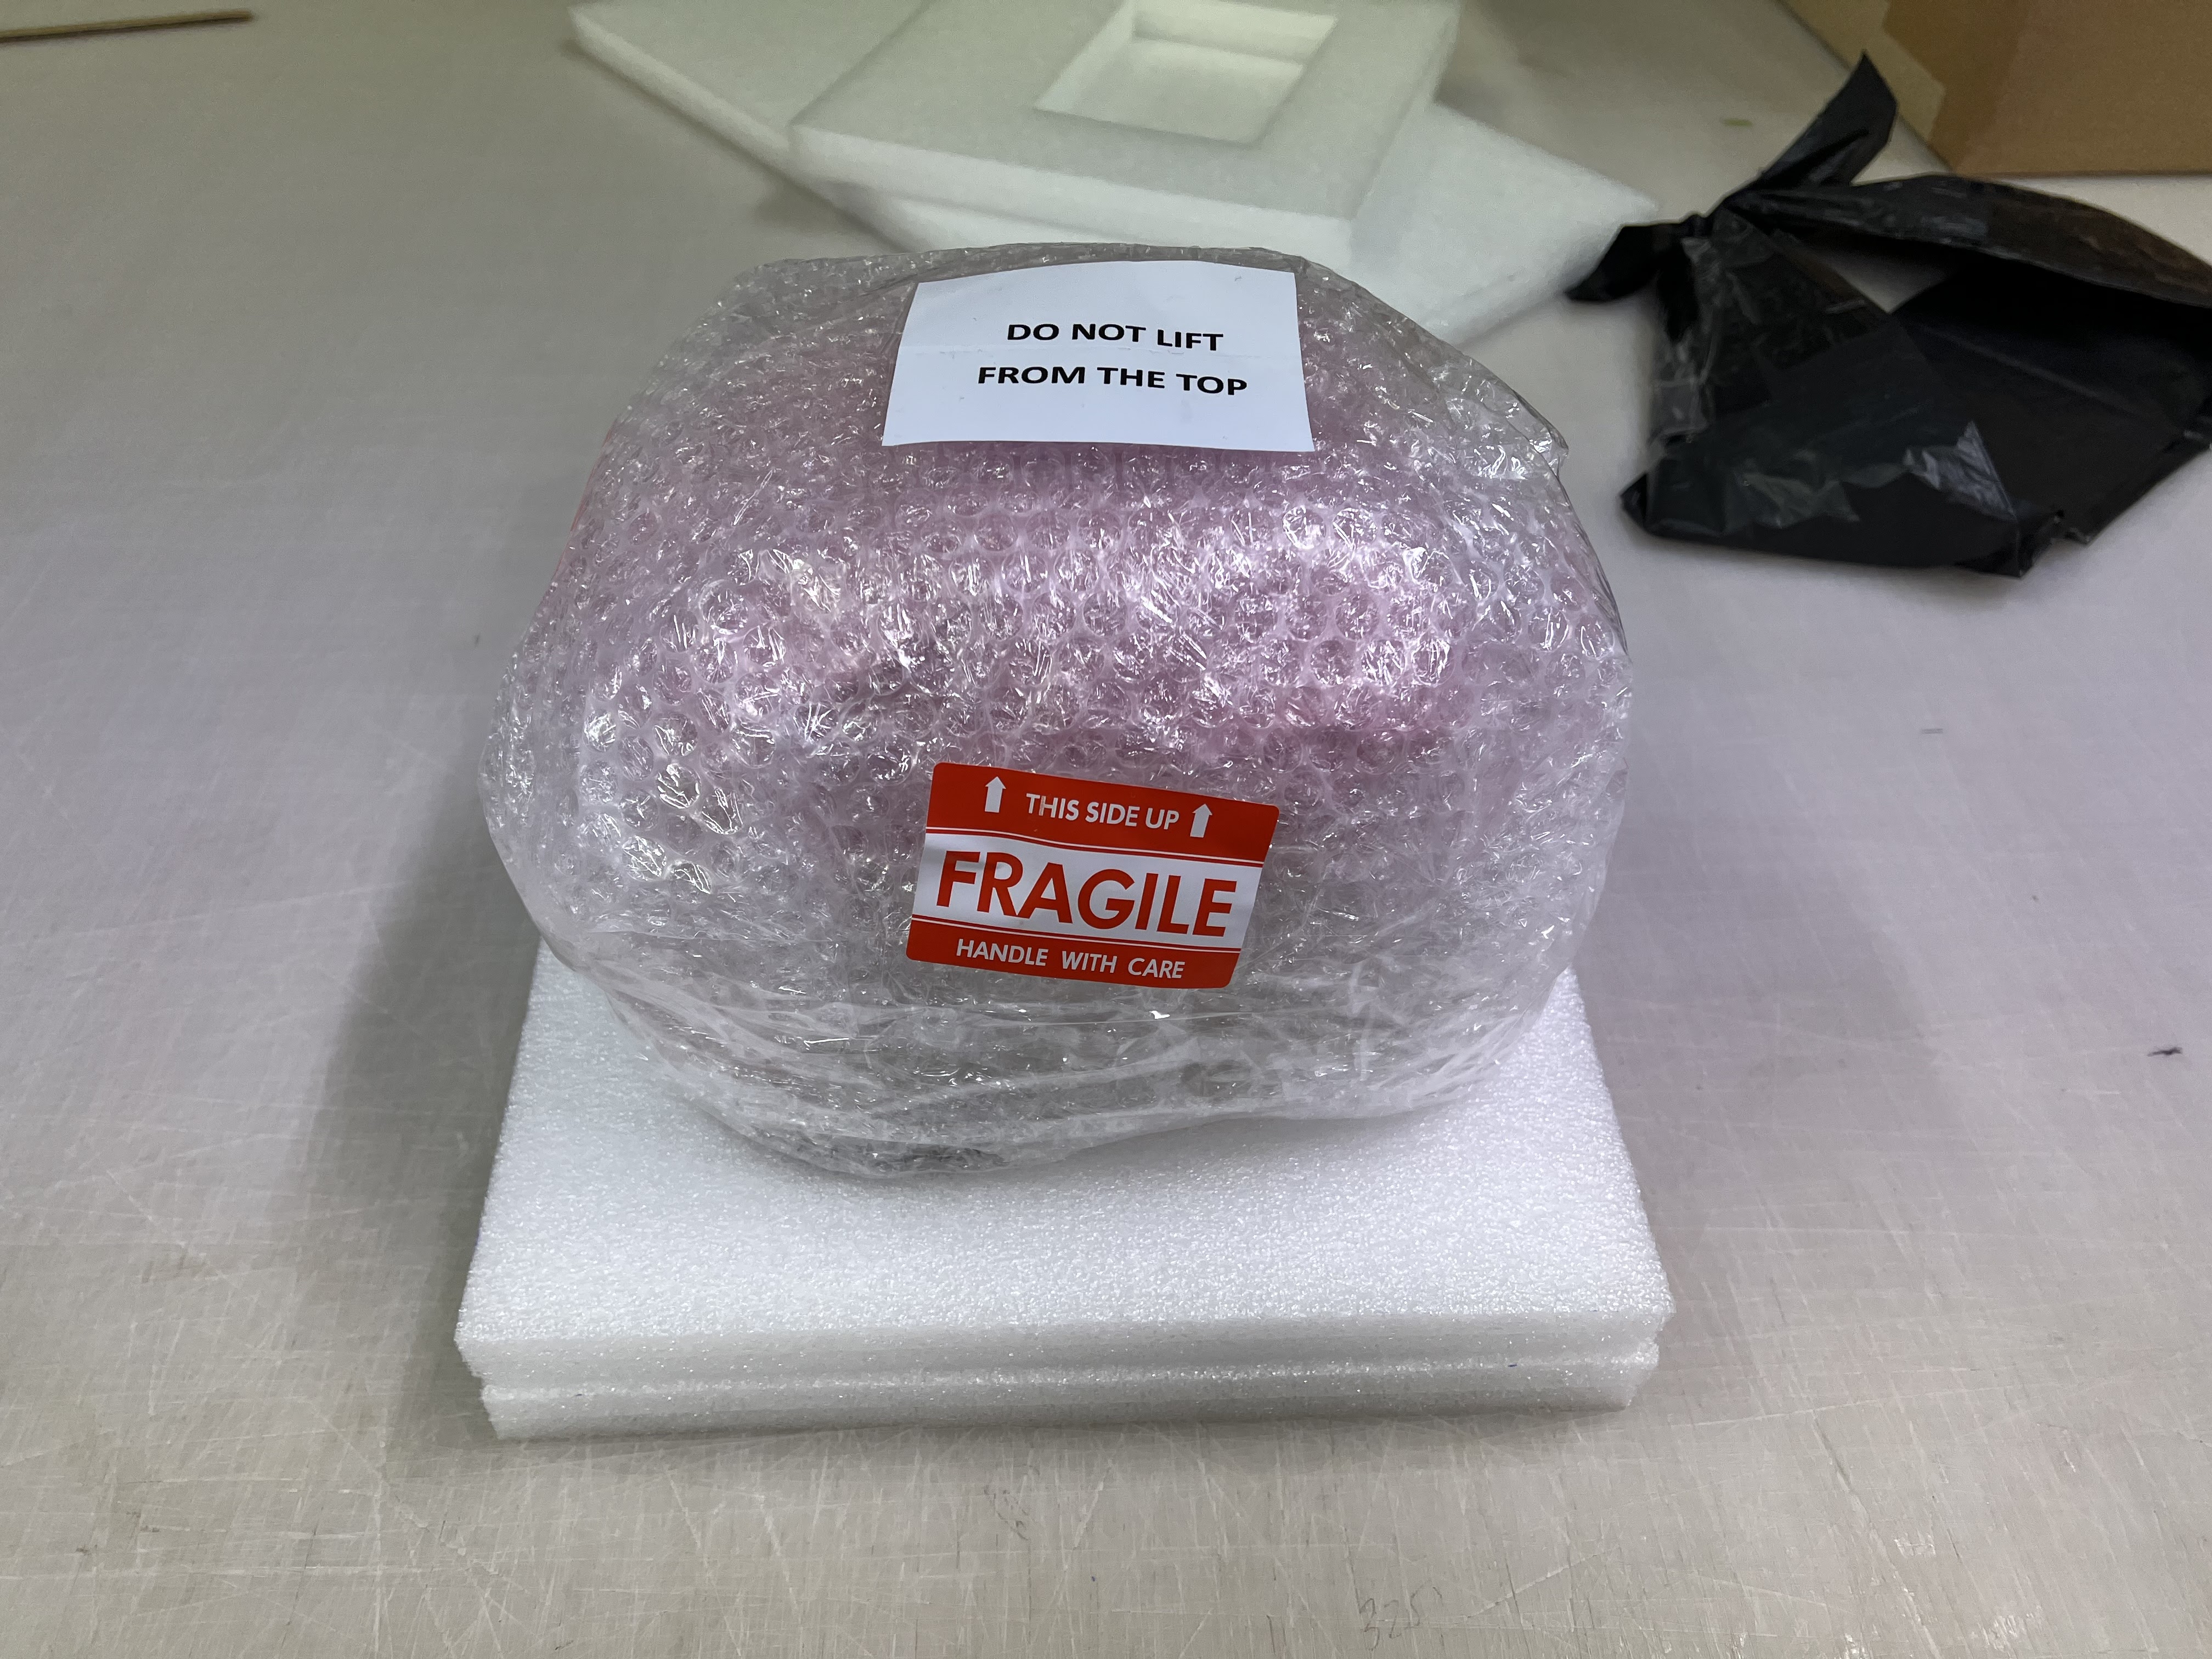 DO NOT LIFT
FROM THE TOP
THIS SIDE UP
FRAGILE
HANDLE WITH CARE